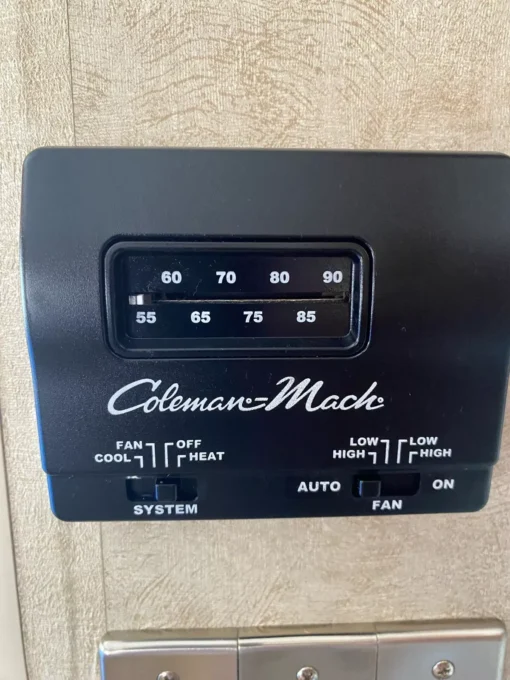 60 70 80 90
55 65 75 85
Coleman-Mach
FAN OFF
COOL HEAT
SYSTEM
LOW LOW
HIGH HIGH
AUTO ON
FAN